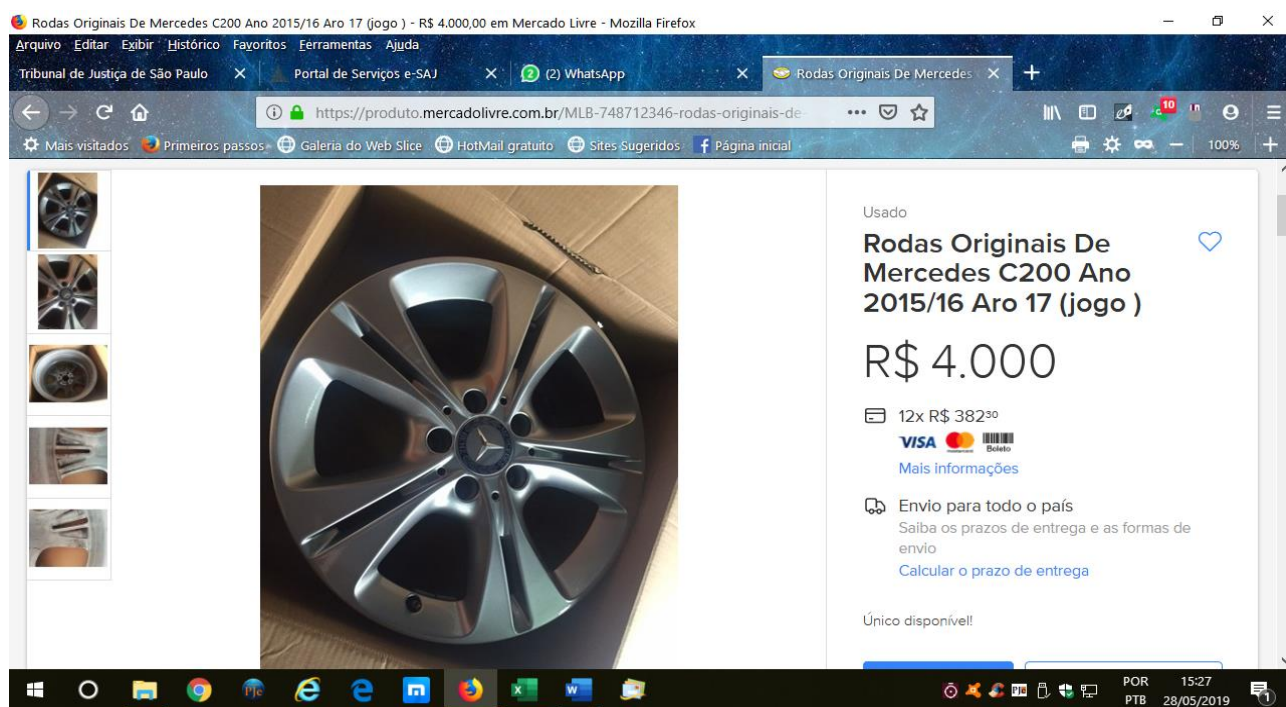 Rodas Originais De Mercedes C200 Ano 2015/16 Aro 17 (jogo ) - R$ 4.000,00 em Mercado Livre - Mozilla Firefox
Arquivo Editar Exibir Histórico Favoritos Ferramentas Ajuda
Tribunal de Justiça de São Paulo
Portal de Serviços e-SAJ
(2) WhatsApp
Rodas Originais De Mercedes
https://produto.mercadolivre.com.br/MLB-748712346-rodas-originais-de
10
Mais visitados Primeiros passos Galeria do Web Slice HotMail gratuito Sites Sugeridos Página inicial
100%
Usado
Rodas Originais De
Mercedes C200 Ano
2015/16 Aro 17 (jogo )
R$ 4.000
12x R$ 382³⁰
VISA mastercard Boleto
Mais informações
Envio para todo o país
Saiba os prazos de entrega e as formas de
envio
Calcular o prazo de entrega
Único disponível!
POR 15:27
PTB 28/05/2019
1